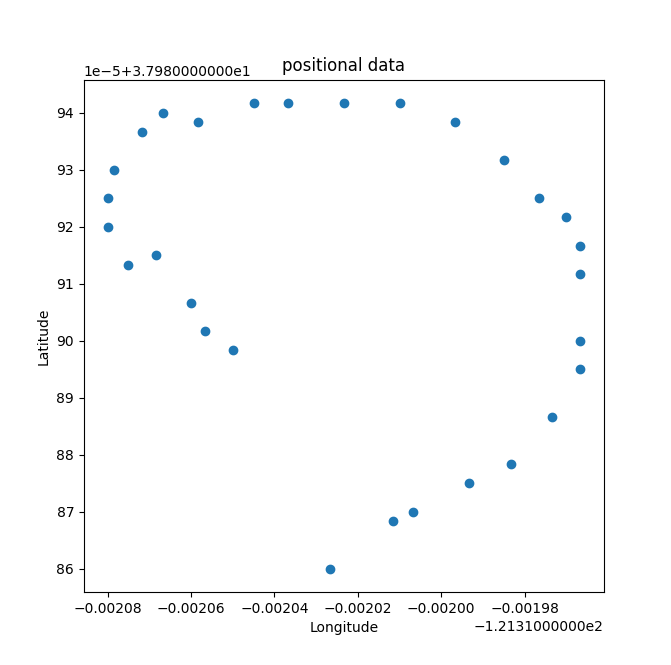 positional data
1e−5+3.7980000000e1
94
93
92
91
90
89
88
87
86
Latitude
−0.00208 −0.00206 −0.00204 −0.00202 −0.00200 −0.00198
Longitude
−1.2131000000e2